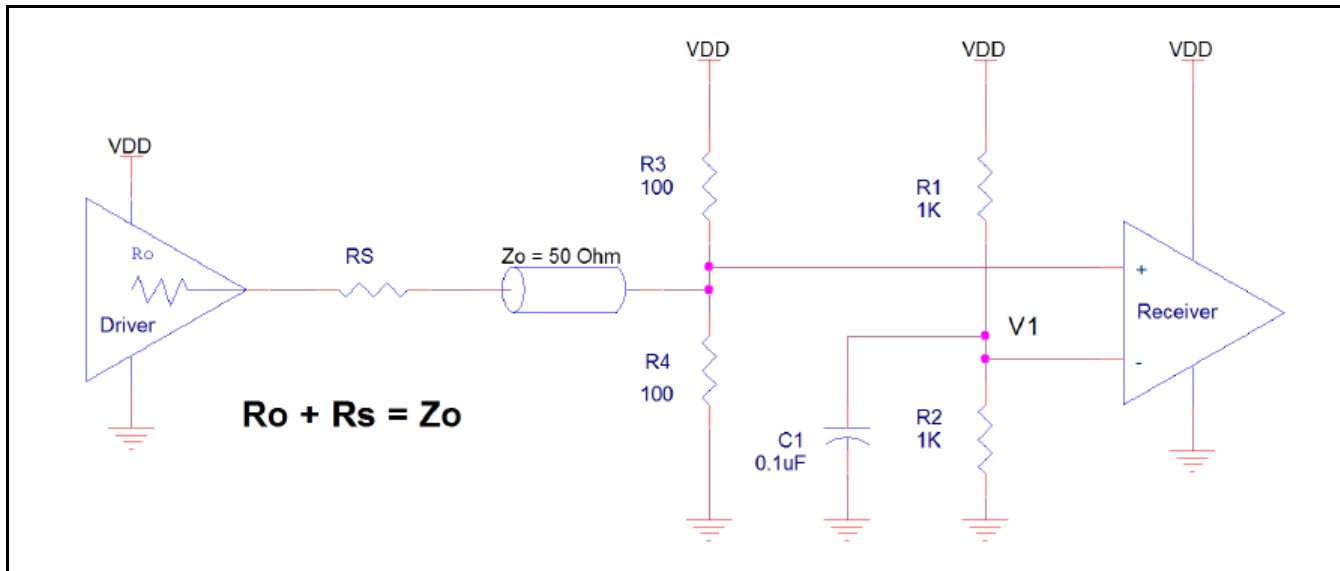 VDD
VDD
VDD
VDD
R3
100
R1
1K
Ro
RS
Zo = 50 Ohm
+
Driver
Receiver
V1
-
R4
100
Ro + Rs = Zo
R2
1K
C1
0.1uF